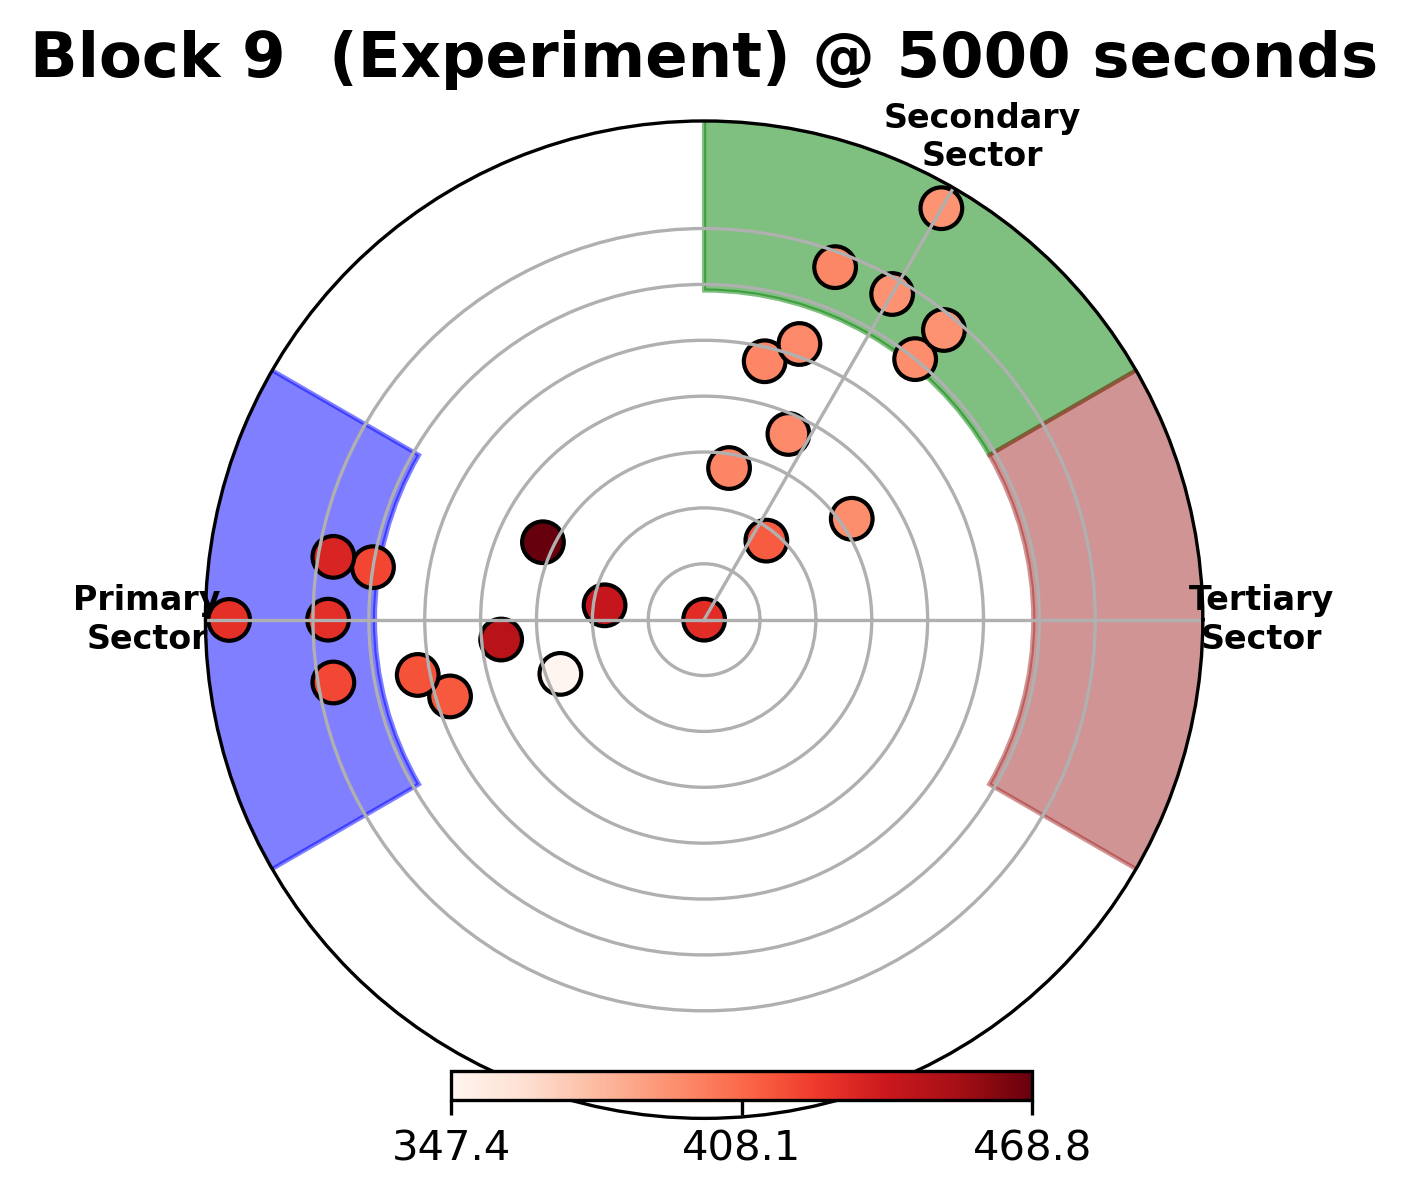 Block 9 (Experiment) @ 5000 seconds
Secondary
Sector
Primary
Sector
Tertiary
Sector
347.4
408.1
468.8